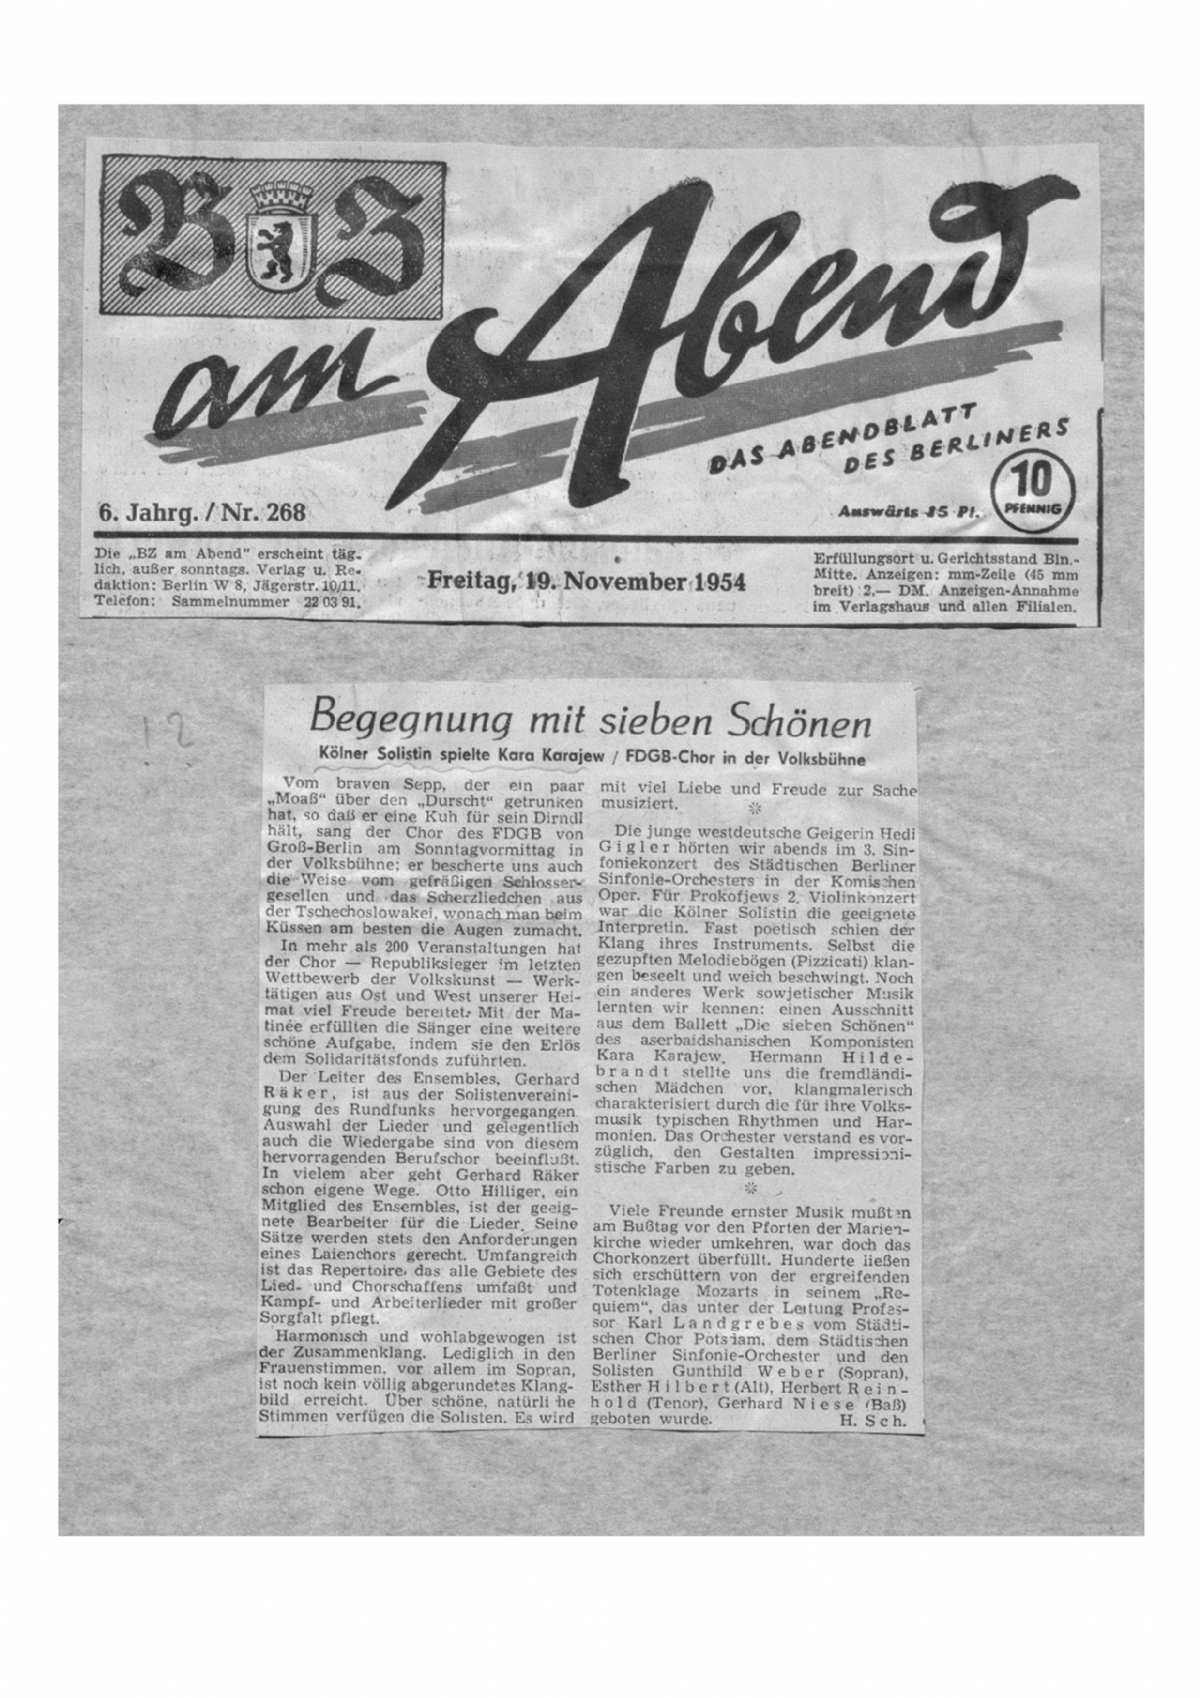 BZ
am Abend
DAS ABENDBLATT
DES BERLINERS
10
PFENNIG
Auswärts 15 Pf.
6. Jahrg. / Nr. 268
Die „BZ am Abend“ erscheint täg-
lich, außer sonntags. Verlag u. Re-
daktion: Berlin W 8, Jägerstr. 10/11.
Telefon: Sammelnummer 22 03 91.
Freitag, 19. November 1954
Erfüllungsort u. Gerichtsstand Bln.-
Mitte. Anzeigen: mm-Zeile (45 mm
breit) 2,— DM. Anzeigen-Annahme
im Verlagshaus und allen Filialen.
12
Begegnung mit sieben Schönen
Kölner Solistin spielte Kara Karajew / FDGB-Chor in der Volksbühne
Vom braven Sepp, der ein paar
„Moaß“ über den „Durscht“ getrunken
hat, so daß er eine Kuh für sein Dirndl
hält, sang der Chor des FDGB von
Groß-Berlin am Sonntagvormittag in
der Volksbühne; er bescherte uns auch
die Weise vom gefräßigen Schlosser-
gesellen und das Scherzliedchen aus
der Tschechoslowakei, wonach man beim
Küssen am besten die Augen zumacht.
In mehr als 200 Veranstaltungen hat
der Chor — Republiksieger im letzten
Wettbewerb der Volkskunst — Werk-
tätigen aus Ost und West unserer Hei-
mat viel Freude bereitet. Mit der Ma-
tinée erfüllten die Sänger eine weitere
schöne Aufgabe, indem sie den Erlös
dem Solidaritätsfonds zuführten.
Der Leiter des Ensembles, Gerhard
Räker, ist aus der Solistenvereini-
gung des Rundfunks hervorgegangen.
Auswahl der Lieder und gelegentlich
auch die Wiedergabe sind von diesem
hervorragenden Berufschor beeinflußt.
In vielem aber geht Gerhard Räker
schon eigene Wege. Otto Hilliger, ein
Mitglied des Ensembles, ist der geeig-
nete Bearbeiter für die Lieder. Seine
Sätze werden stets den Anforderungen
eines Laienchors gerecht. Umfangreich
ist das Repertoire, das alle Gebiete des
Lied- und Chorschaffens umfaßt und
Kampf- und Arbeiterlieder mit großer
Sorgfalt pflegt.
Harmonisch und wohlabgewogen ist
der Zusammenklang. Lediglich in den
Frauenstimmen, vor allem im Sopran,
ist noch kein völlig abgerundetes Klang-
bild erreicht. Über schöne, natürliche
Stimmen verfügen die Solisten. Es wird
mit viel Liebe und Freude zur Sache
musiziert.
Die junge westdeutsche Geigerin Hedi
Gigler hörten wir abends im 3. Sin-
foniekonzert des Städtischen Berliner
Sinfonie-Orchesters in der Komischen
Oper. Für Prokofjews 2. Violinkonzert
war die Kölner Solistin die geeignete
Interpretin. Fast poetisch schien der
Klang ihres Instruments. Selbst die
gezupften Melodiebögen (Pizzicati) klan-
gen beseelt und weich beschwingt. Noch
ein anderes Werk sowjetischer Musik
lernten wir kennen: einen Ausschnitt
aus dem Ballett „Die sieben Schönen“
des aserbaidshanischen Komponisten
Kara Karajew. Hermann Hilde-
brandt stellte uns die fremdländi-
schen Mädchen vor, klangmalerisch
charakterisiert durch die für ihre Volks-
musik typischen Rhythmen und Har-
monien. Das Orchester verstand es vor-
züglich, den Gestalten impressioni-
stische Farben zu geben.
Viele Freunde ernster Musik mußten
am Bußtag vor den Pforten der Marien-
kirche wieder umkehren, war doch das
Chorkonzert überfüllt. Hunderte ließen
sich erschüttern von der ergreifenden
Totenklage Mozarts in seinem „Re-
quiem“, das unter der Leitung Profes-
sor Karl Landgrebes vom Städti-
schen Chor Potsdam, dem Städtischen
Berliner Sinfonie-Orchester und den
Solisten Gunthild Weber (Sopran),
Esther Hilbert (Alt), Herbert Rein-
hold (Tenor), Gerhard Niese (Baß)
geboten wurde. H. Sch.